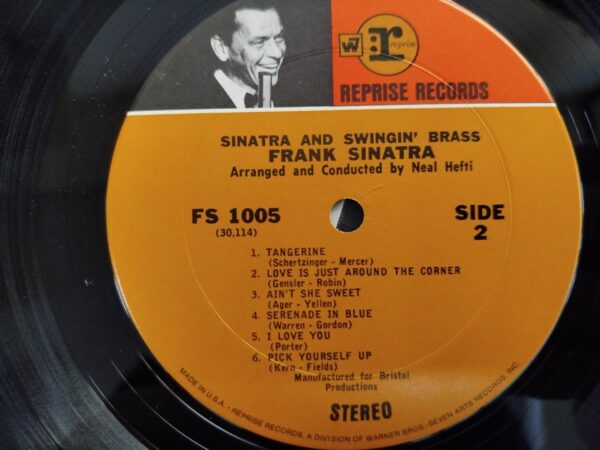 W r reprise
REPRISE RECORDS
SINATRA AND SWINGIN' BRASS
FRANK SINATRA
Arranged and Conducted by Neal Hefti
FS 1005
(30,114)
SIDE
2
1. TANGERINE
(Schertzinger - Mercer)
2. LOVE IS JUST AROUND THE CORNER
(Gensler - Robin)
3. AIN'T SHE SWEET
(Ager - Yellen)
4. SERENADE IN BLUE
(Warren - Gordon)
5. I LOVE YOU
(Porter)
6. PICK YOURSELF UP
(Kern - Fields)
Manufactured for Bristol
Productions
STEREO
MADE IN U.S.A. · REPRISE RECORDS, A DIVISION OF WARNER BROS.-SEVEN ARTS RECORDS, INC.